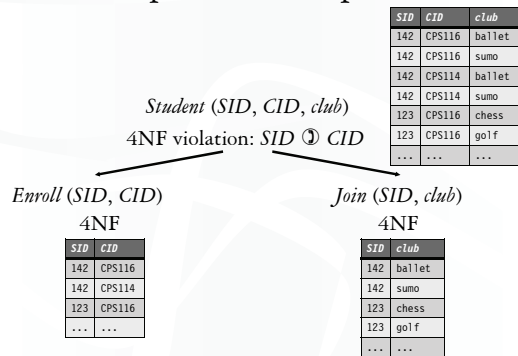 SID CID club
142 CPS116 ballet
142 CPS116 sumo
142 CPS114 ballet
142 CPS114 sumo
123 CPS116 chess
123 CPS116 golf
... ... ...
Student (SID, CID, club)
4NF violation: SID ➁ CID
Enroll (SID, CID)
4NF
SID CID
142 CPS116
142 CPS114
123 CPS116
... ...
Join (SID, club)
4NF
SID club
142 ballet
142 sumo
123 chess
123 golf
... ...